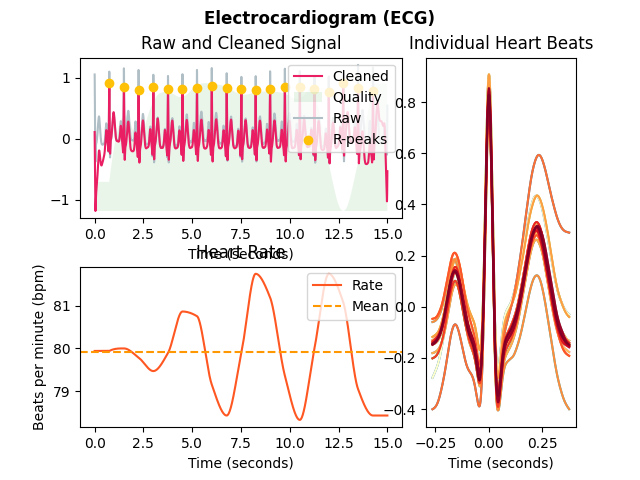 Electrocardiogram (ECG)
Raw and Cleaned Signal
Individual Heart Beats
Cleaned
Quality
Raw
R-peaks
1
0
−1
0.0 2.5 5.0 7.5 10.0 12.5 15.0
Time (seconds)
Heart Rate
Rate
Mean
Beats per minute (bpm)
81
80
79
0.0 2.5 5.0 7.5 10.0 12.5 15.0
Time (seconds)
0.8
0.6
0.4
0.2
0.0
−0.2
−0.4
−0.25 0.00 0.25
Time (seconds)